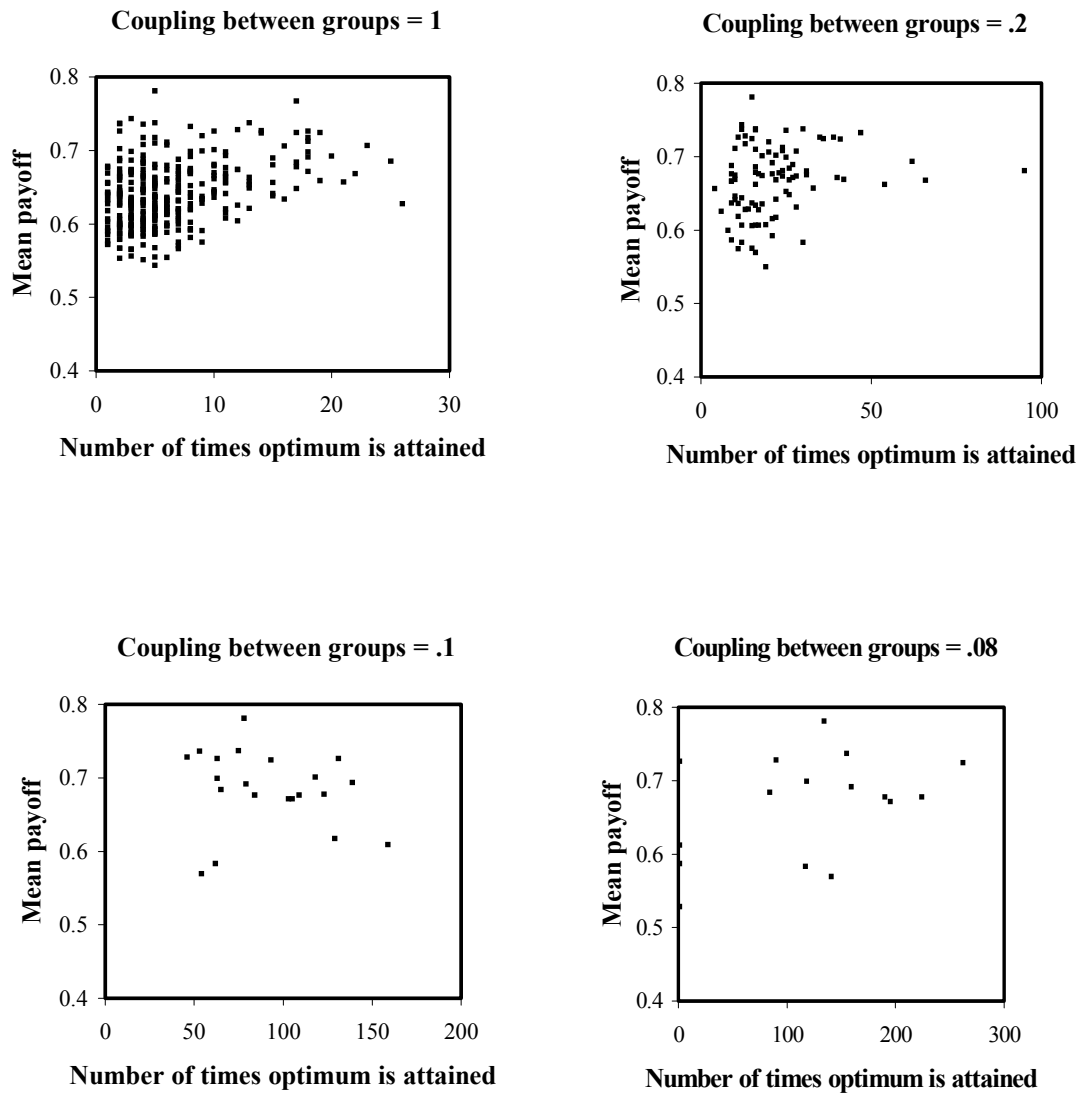 Coupling between groups = 1
0.8
0.7
0.6
0.5
0.4
Mean payoff
0 10 20 30
Number of times optimum is attained
Coupling between groups = .2
0.8
0.7
0.6
0.5
0.4
Mean payoff
0 50 100
Number of times optimum is attained
Coupling between groups = .1
0.8
0.7
0.6
0.5
0.4
Mean payoff
0 50 100 150 200
Number of times optimum is attained
Coupling between groups = .08
0.8
0.7
0.6
0.5
0.4
Mean payoff
0 100 200 300
Number of times optimum is attained